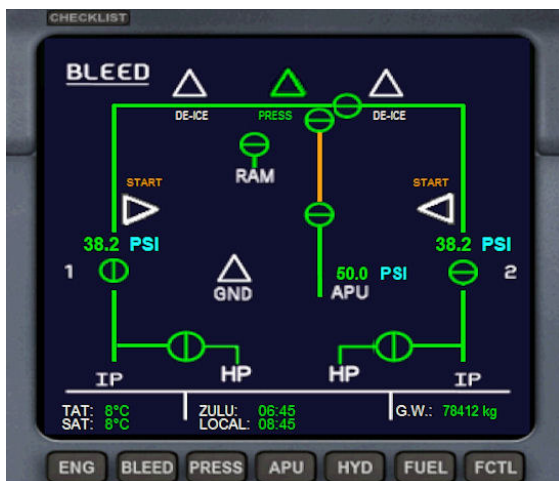 CHECKLIST
BLEED
DE-ICE PRESS DE-ICE
RAM
START START
38.2 PSI 38.2 PSI
1 2
50.0 PSI
GND APU
HP HP
IP IP
TAT: 8°C ZULU: 06:45 G.W.: 78412 kg
SAT: 8°C LOCAL: 08:45
ENG BLEED PRESS APU HYD FUEL FCTL